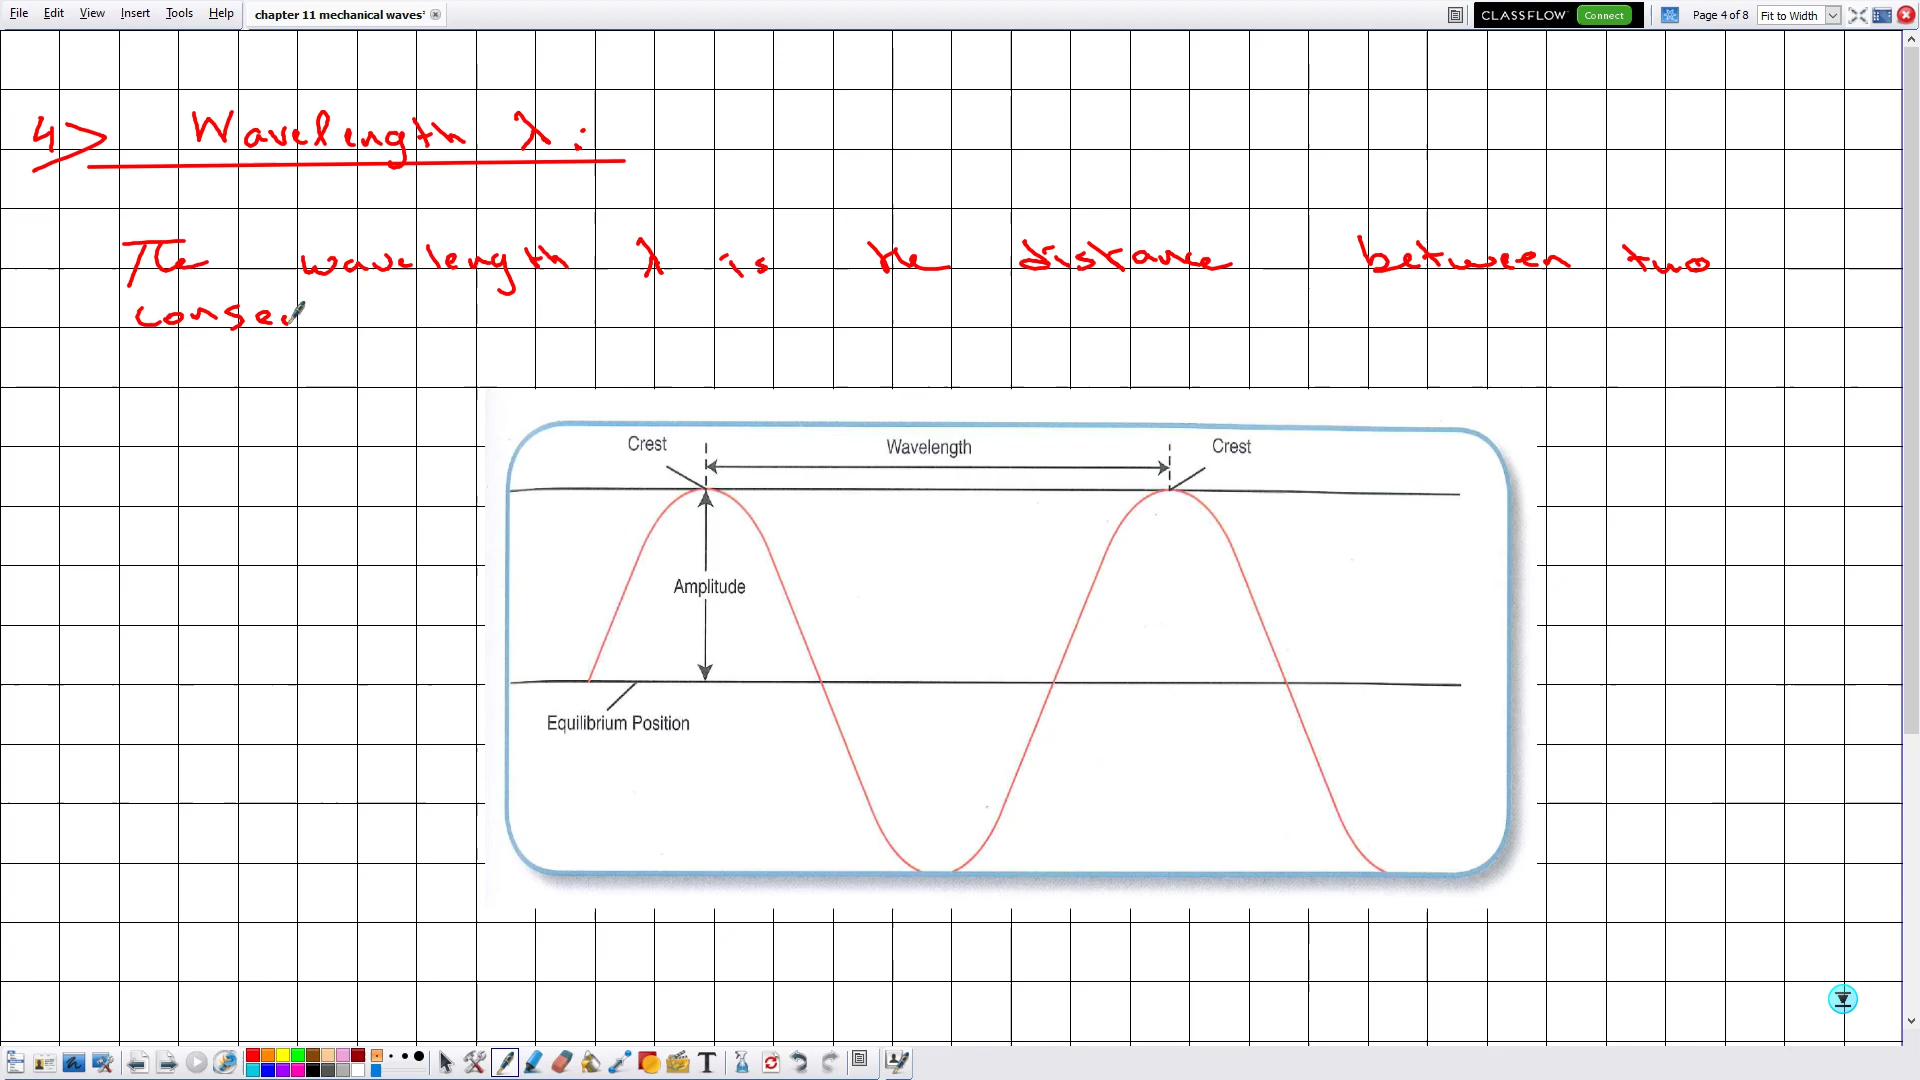 File Edit View Insert Tools Help chapter 11 mechanical waves* CLASSFLOW Connect Page 4 of 8 Fit to Width
4> Wavelength λ:
The wavelength λ is the distance between two
consec
Crest Wavelength Crest
Amplitude
Equilibrium Position
T